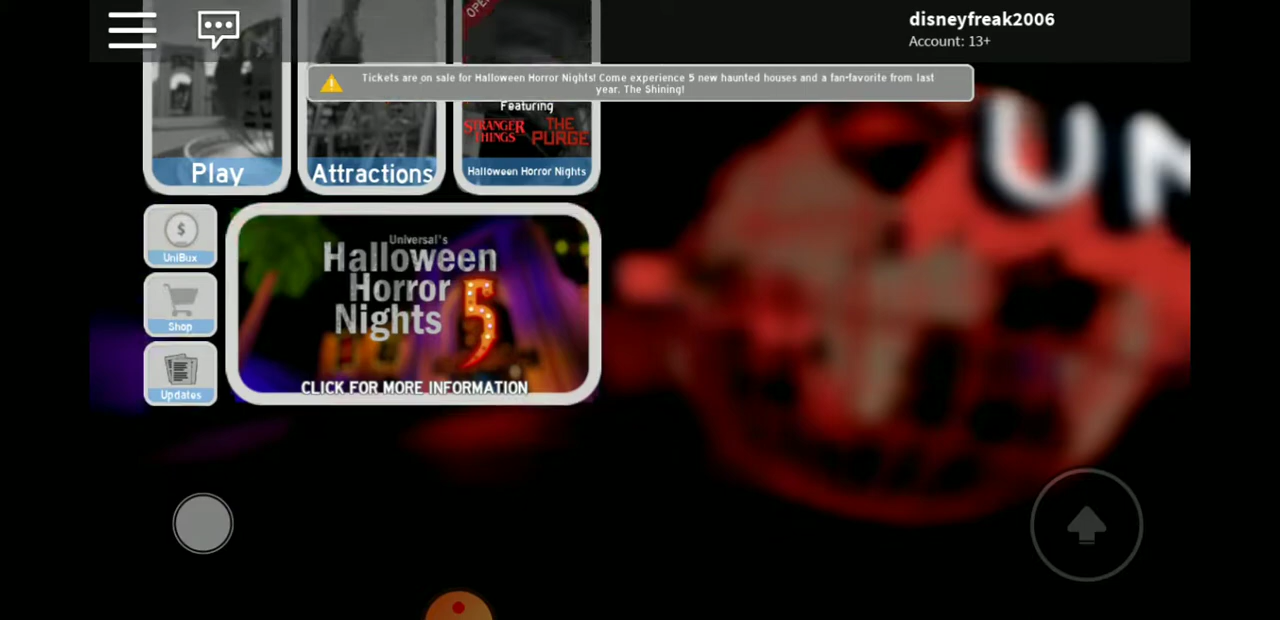 disneyfreak2006
Account: 13+
Tickets are on sale for Halloween Horror Nights! Come experience 5 new haunted houses and a fan-favorite from last
year. The Shining!
OPEN
Featuring
STRANGER THINGS
THE PURGE
Play
Attractions
Halloween Horror Nights
$
UniBux
Shop
Updates
Universal's
Halloween
Horror
Nights 5
CLICK FOR MORE INFORMATION
UN